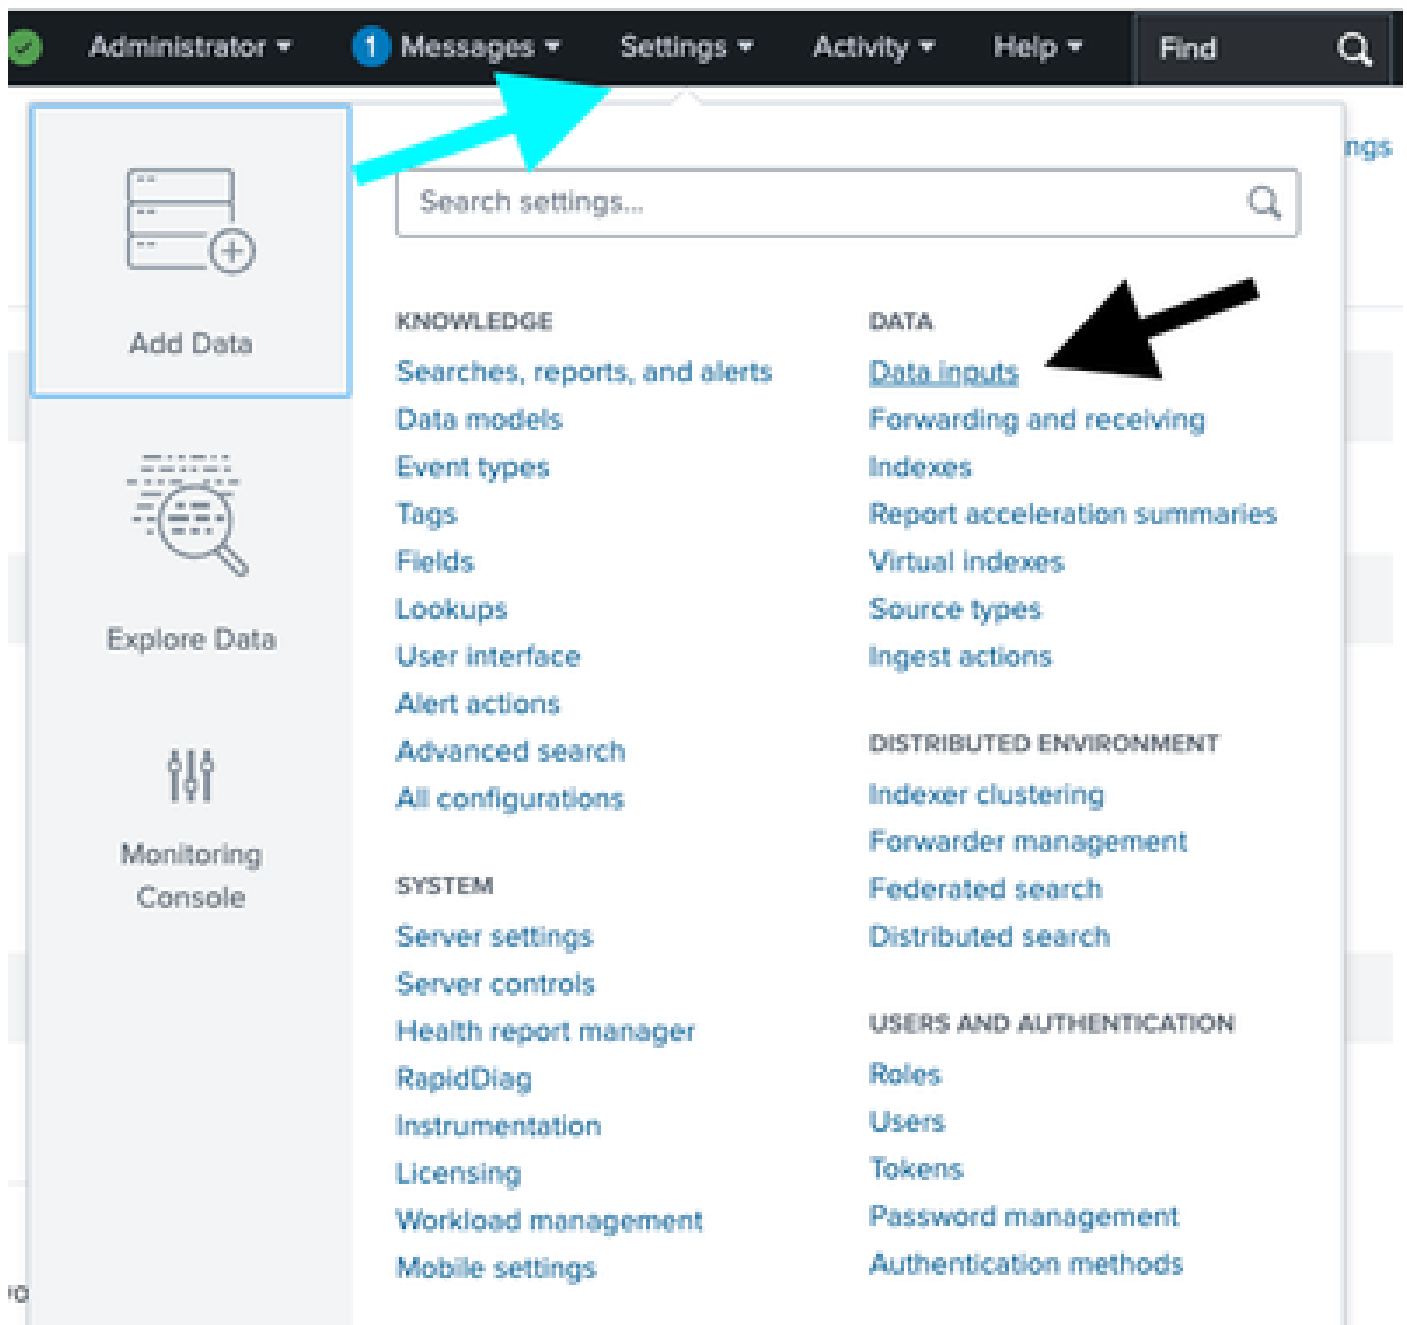 Administrator
1 Messages
Settings
Activity
Help
Find
ngs
Search settings...
Add Data
Explore Data
Monitoring
Console
KNOWLEDGE
Searches, reports, and alerts
Data models
Event types
Tags
Fields
Lookups
User interface
Alert actions
Advanced search
All configurations
SYSTEM
Server settings
Server controls
Health report manager
RapidDiag
Instrumentation
Licensing
Workload management
Mobile settings
DATA
Data inputs
Forwarding and receiving
Indexes
Report acceleration summaries
Virtual indexes
Source types
Ingest actions
DISTRIBUTED ENVIRONMENT
Indexer clustering
Forwarder management
Federated search
Distributed search
USERS AND AUTHENTICATION
Roles
Users
Tokens
Password management
Authentication methods